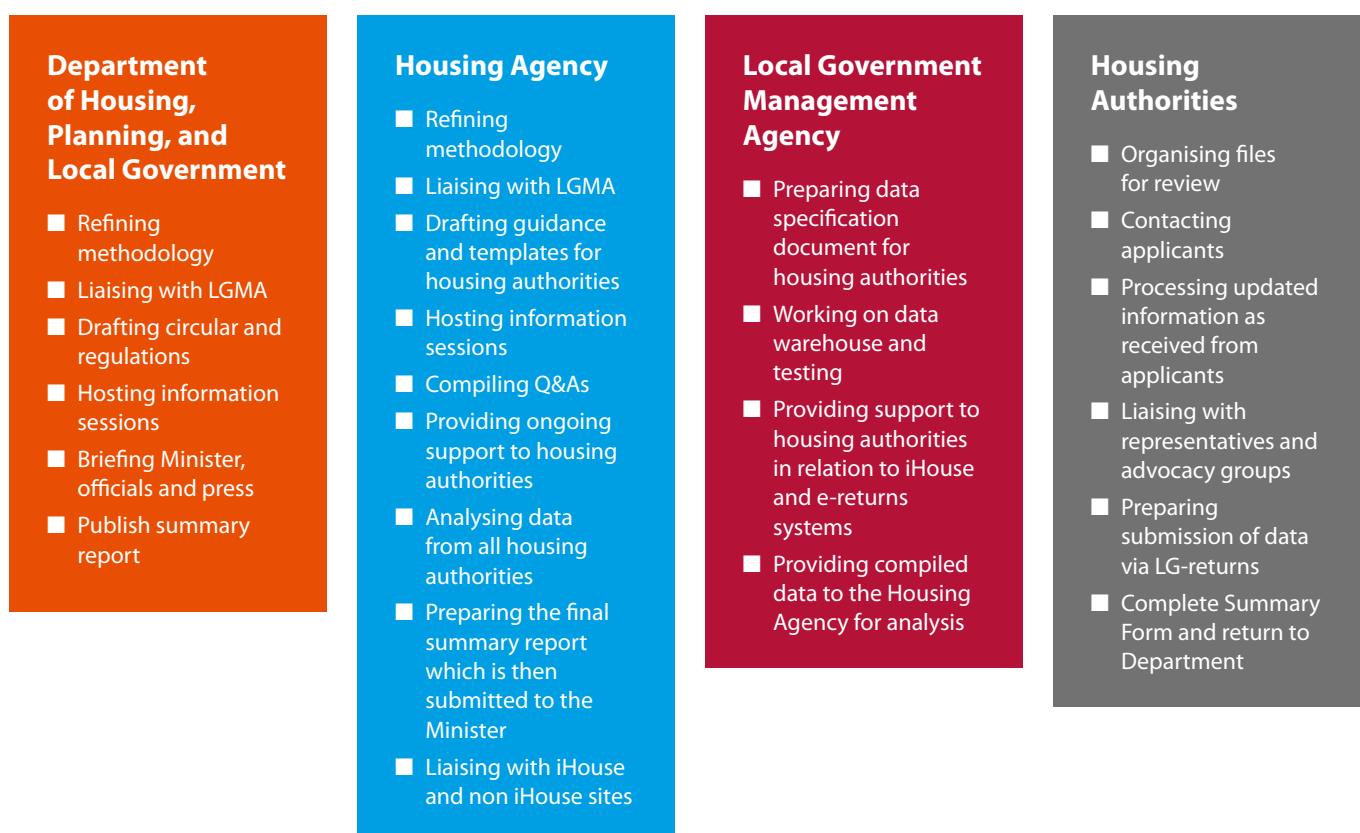 Department
of Housing,
Planning, and
Local Government
Refining
methodology
Liaising with LGMA
Drafting circular and
regulations
Hosting information
sessions
Briefing Minister,
officials and press
Publish summary
report
Housing Agency
Refining
methodology
Liaising with LGMA
Drafting guidance
and templates for
housing authorities
Hosting information
sessions
Compiling Q&As
Providing ongoing
support to housing
authorities
Analysing data
from all housing
authorities
Preparing the final
summary report
which is then
submitted to the
Minister
Liaising with iHouse
and non iHouse sites
Local Government
Management
Agency
Preparing data
specification
document for
housing authorities
Working on data
warehouse and
testing
Providing support to
housing authorities
in relation to iHouse
and e-returns
systems
Providing compiled
data to the Housing
Agency for analysis
Housing
Authorities
Organising files
for review
Contacting
applicants
Processing updated
information as
received from
applicants
Liaising with
representatives and
advocacy groups
Preparing
submission of data
via LG-returns
Complete Summary
Form and return to
Department